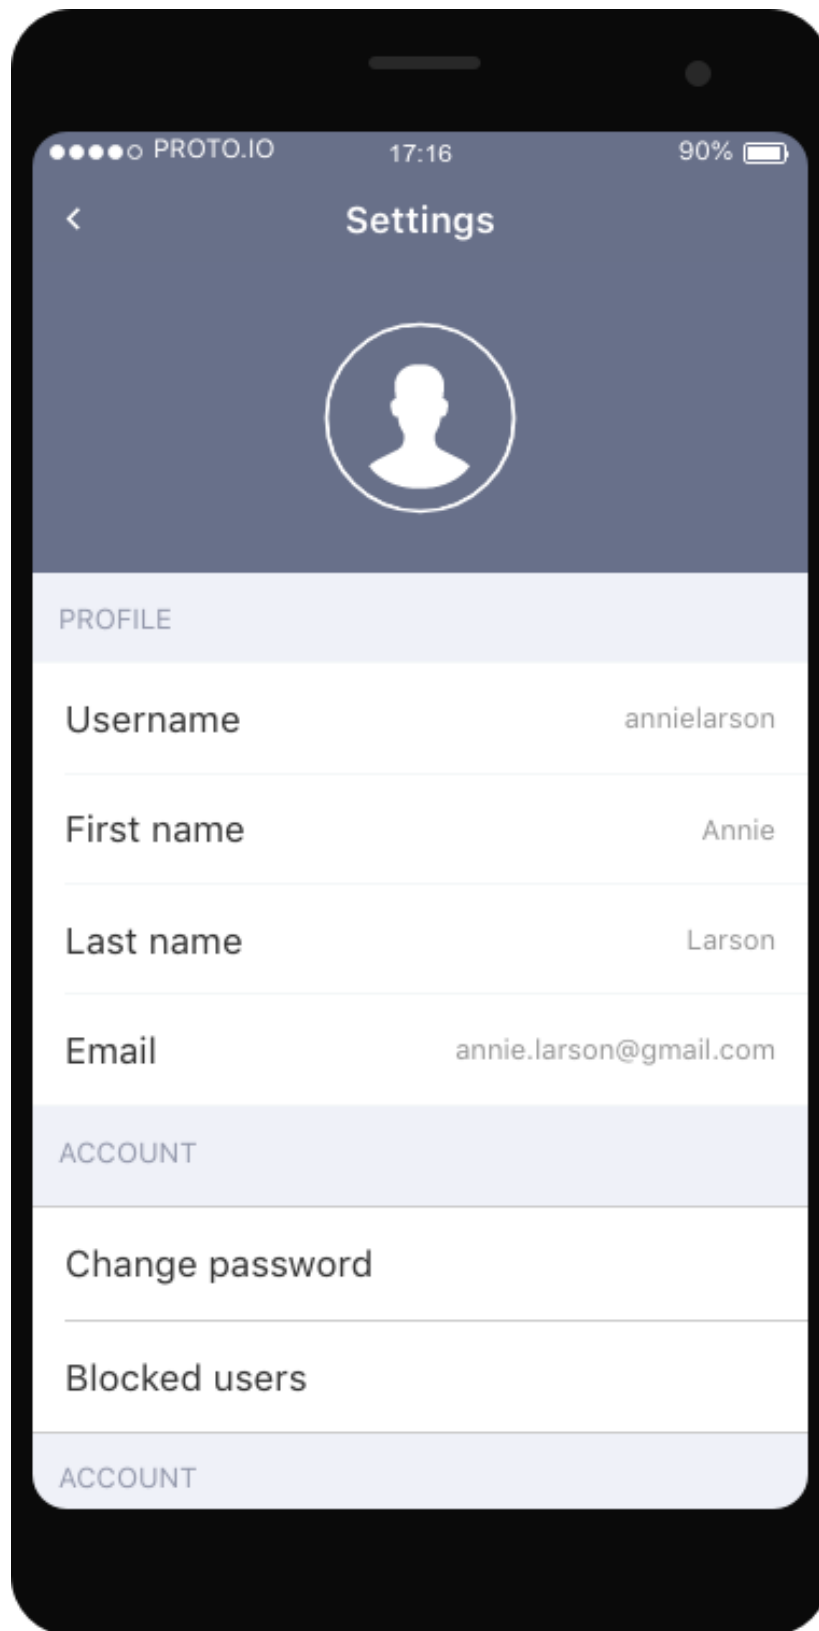 PROTO.IO 17:16 90%
Settings
PROFILE
Username annielarson
First name Annie
Last name Larson
Email annie.larson@gmail.com
ACCOUNT
Change password
Blocked users
ACCOUNT